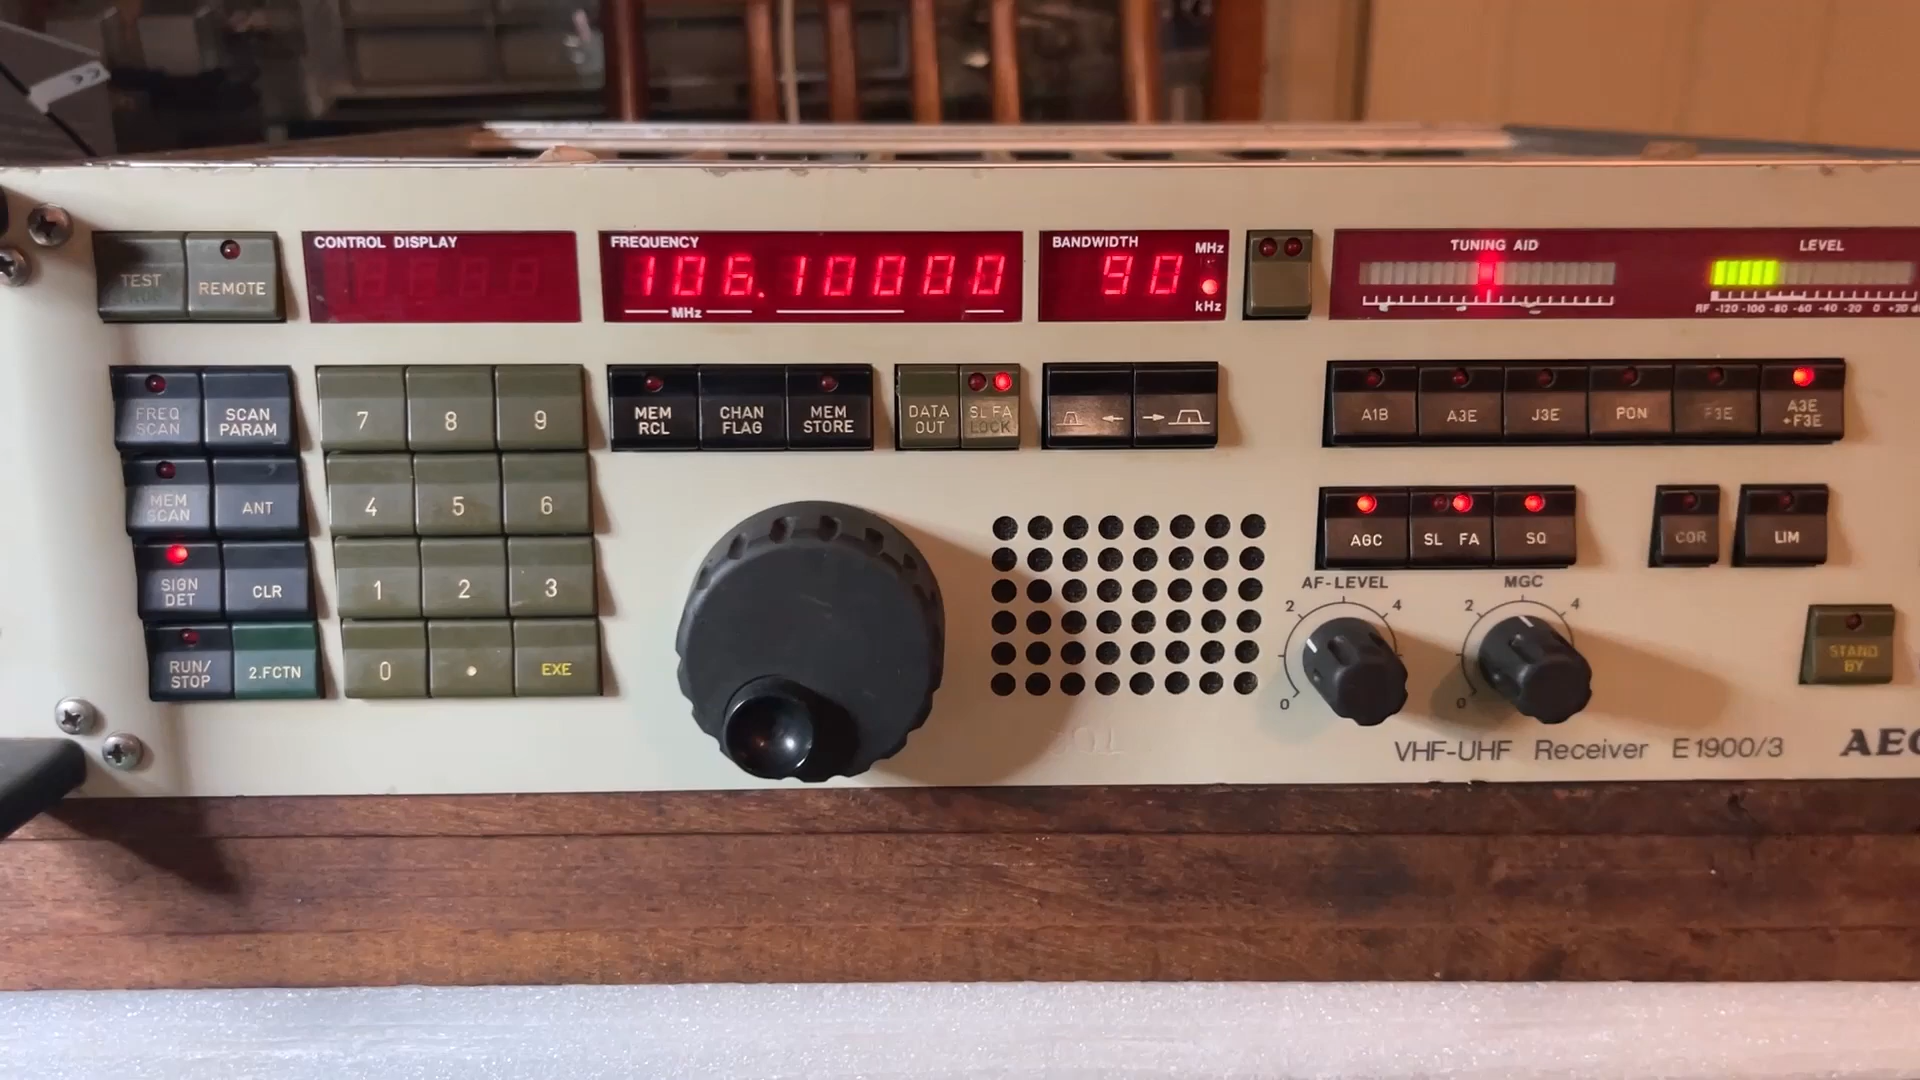 CONTROL DISPLAY
FREQUENCY
106.10000
MHz
BANDWIDTH
90
MHz
kHz
TUNING AID
LEVEL
RF -120 -100 -80 -60 -40 -20 0 +20
TEST
REMOTE
FREQ SCAN
SCAN PARAM
7
8
9
MEM RCL
CHAN FLAG
MEM STORE
DATA OUT
SL FA LOCK
A1B
A3E
J3E
PON
F3E
A3E +F3E
MEM SCAN
ANT
4
5
6
AGC
SL FA
SQ
COR
LIM
SIGN DET
CLR
1
2
3
AF-LEVEL
0
2
4
MGC
0
2
4
RUN/ STOP
2.FCTN
0
.
EXE
STAND BY
VHF-UHF Receiver E1900/3
AEG